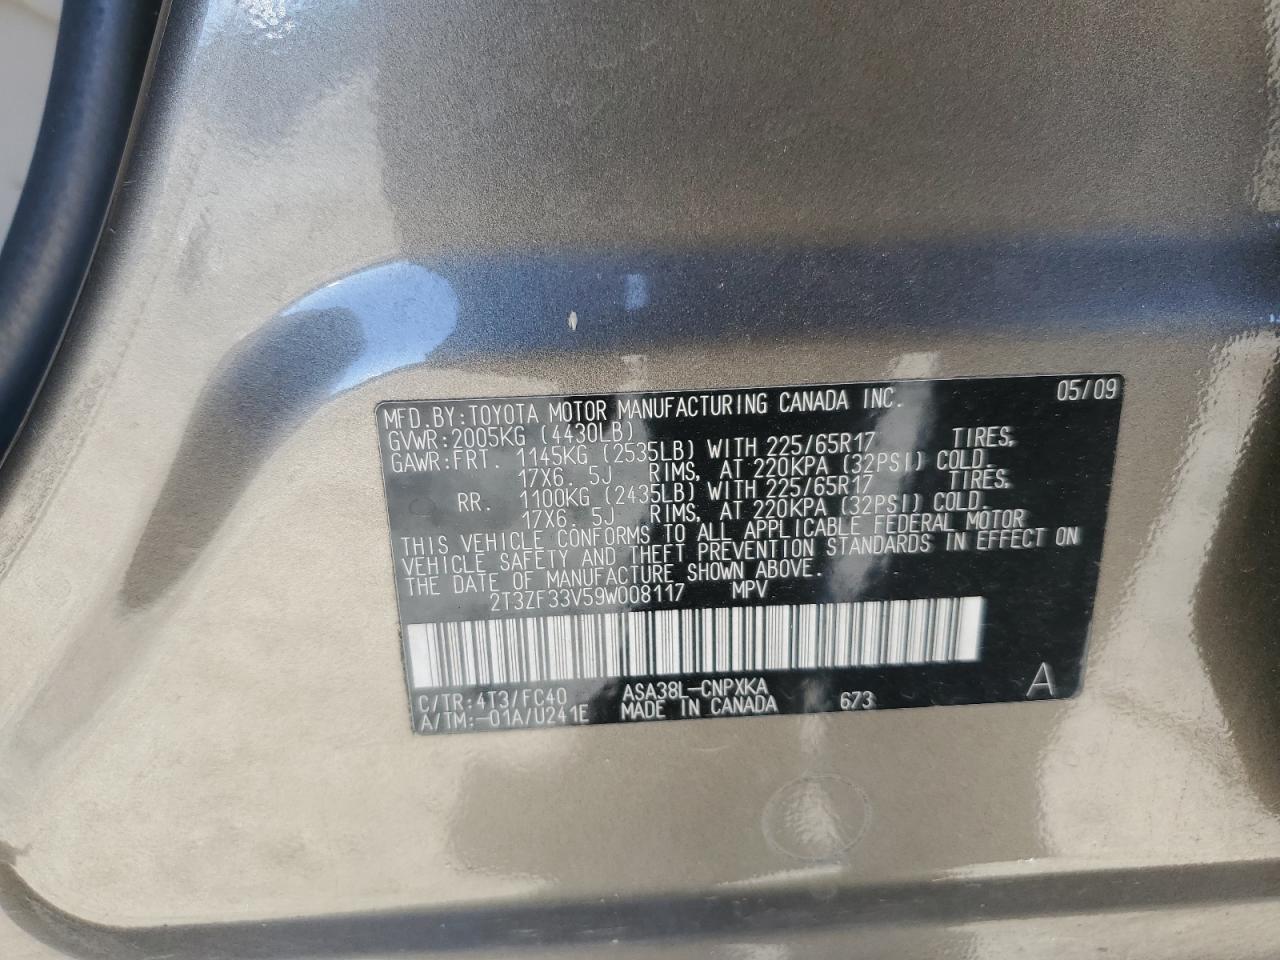 MFD.BY:TOYOTA MOTOR MANUFACTURING CANADA INC. 05/09
GVWR:2005KG (4430LB)
GAWR:FRT. 1145KG (2535LB) WITH 225/65R17 TIRES,
17X6.5J RIMS, AT 220KPA (32PSI) COLD.
RR. 1100KG (2435LB) WITH 225/65R17 TIRES,
17X6.5J RIMS, AT 220KPA (32PSI) COLD.
THIS VEHICLE CONFORMS TO ALL APPLICABLE FEDERAL MOTOR
VEHICLE SAFETY AND THEFT PREVENTION STANDARDS IN EFFECT ON
THE DATE OF MANUFACTURE SHOWN ABOVE.
2T3ZF33V59W008117 MPV
C/TR:4T3/FC40 ASA38L-CNPXKA
A/TM:-01A/U241E MADE IN CANADA 673 A